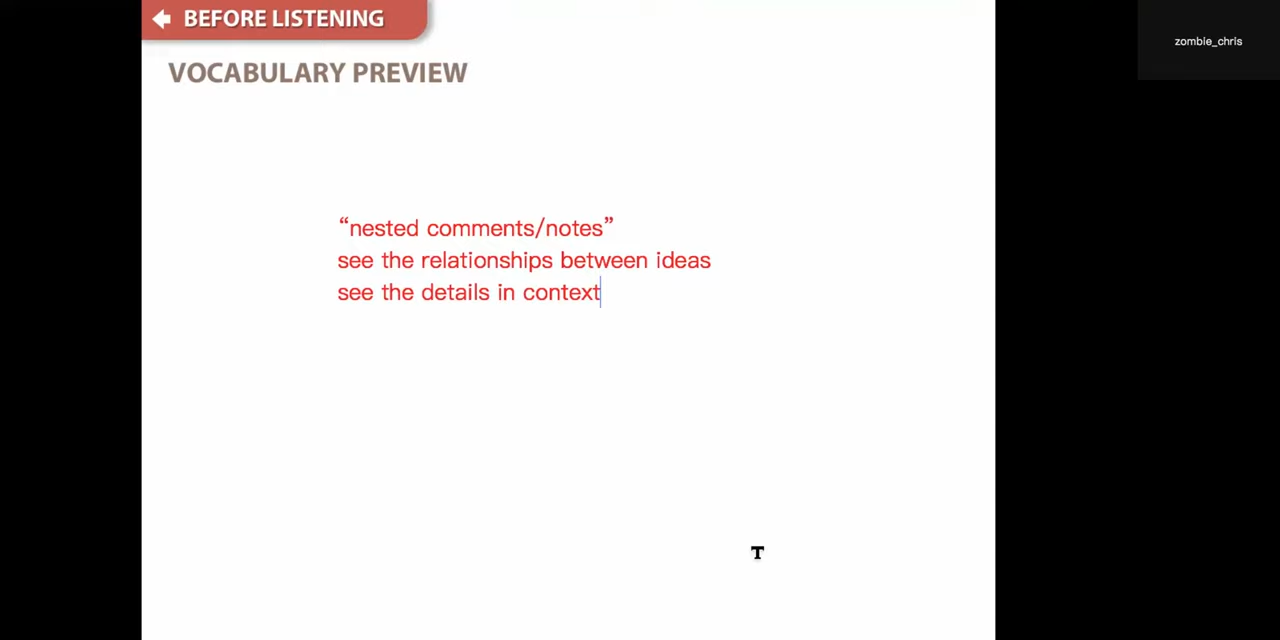 BEFORE LISTENING
zombie_chris
VOCABULARY PREVIEW
“nested comments/notes”
see the relationships between ideas
see the details in context
T